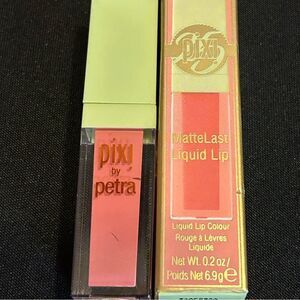 pixi
by
petra
pixi
MatteLast
Liquid Lip
Liquid Lip Colour
Rouge à Lèvres
Liquide
Net Wt. 0.2 oz/
Poids Net 6.9g e